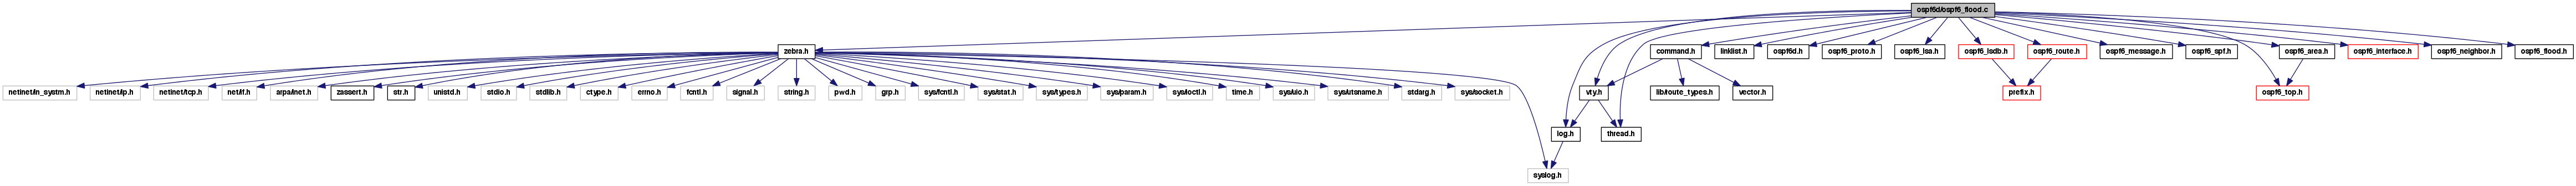 ospf6d/ospf6_flood.c
zebra.h
command.h
linklist.h
ospf6d.h
ospf6_proto.h
ospf6_lsa.h
ospf6_lsdb.h
ospf6_route.h
ospf6_message.h
ospf6_spf.h
ospf6_area.h
ospf6_interface.h
ospf6_neighbor.h
ospf6_flood.h
netinet/in_systm.h
netinet/ip.h
netinet/tcp.h
net/if.h
arpa/inet.h
zassert.h
str.h
unistd.h
stdio.h
stdlib.h
ctype.h
errno.h
fcntl.h
signal.h
string.h
pwd.h
grp.h
sys/fcntl.h
sys/stat.h
sys/types.h
sys/param.h
sys/ioctl.h
time.h
sys/uio.h
sys/utsname.h
stdarg.h
sys/socket.h
vty.h
lib/route_types.h
vector.h
prefix.h
ospf6_top.h
log.h
thread.h
syslog.h